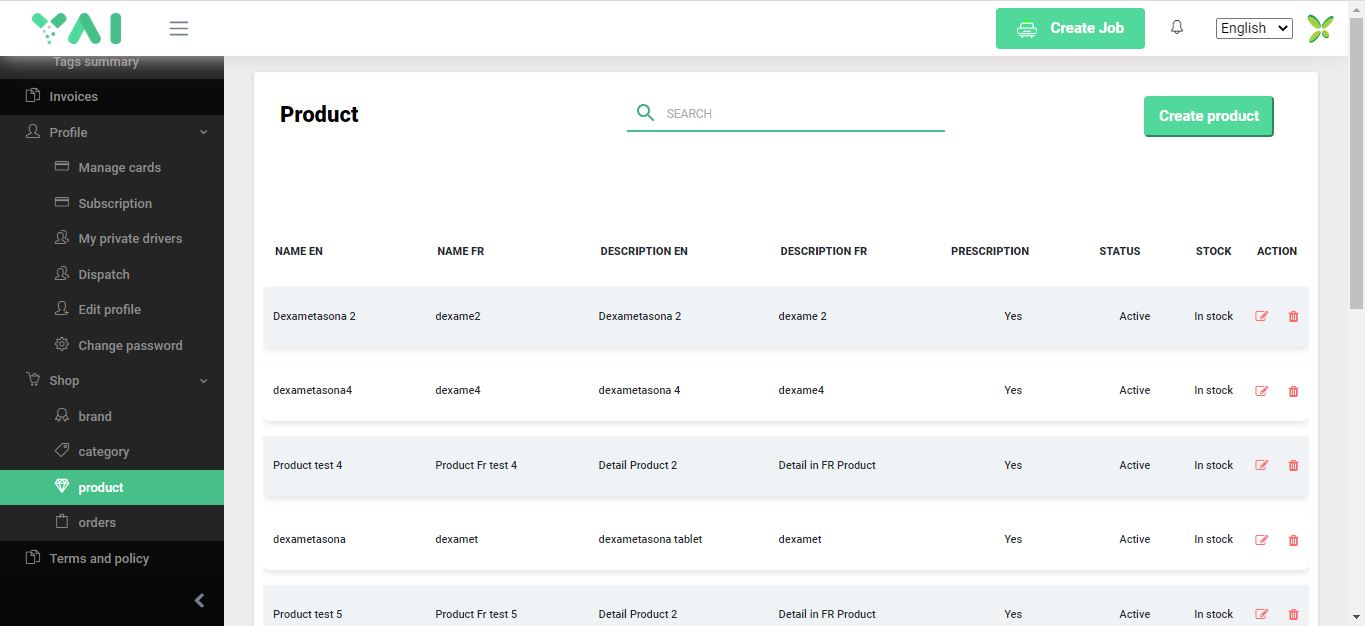 YAI
Create Job
English
Tags summary
Invoices
Profile
Manage cards
Subscription
My private drivers
Dispatch
Edit profile
Change password
Shop
brand
category
product
orders
Terms and policy
Product
SEARCH
Create product
NAME EN NAME FR DESCRIPTION EN DESCRIPTION FR PRESCRIPTION STATUS STOCK ACTION
Dexametasona 2 dexame2 Dexametasona 2 dexame 2 Yes Active In stock
dexametasona4 dexame4 dexametasona 4 dexame4 Yes Active In stock
Product test 4 Product Fr test 4 Detail Product 2 Detail in FR Product Yes Active In stock
dexametasona dexamet dexametasona tablet dexamet Yes Active In stock
Product test 5 Product Fr test 5 Detail Product 2 Detail in FR Product Yes Active In stock